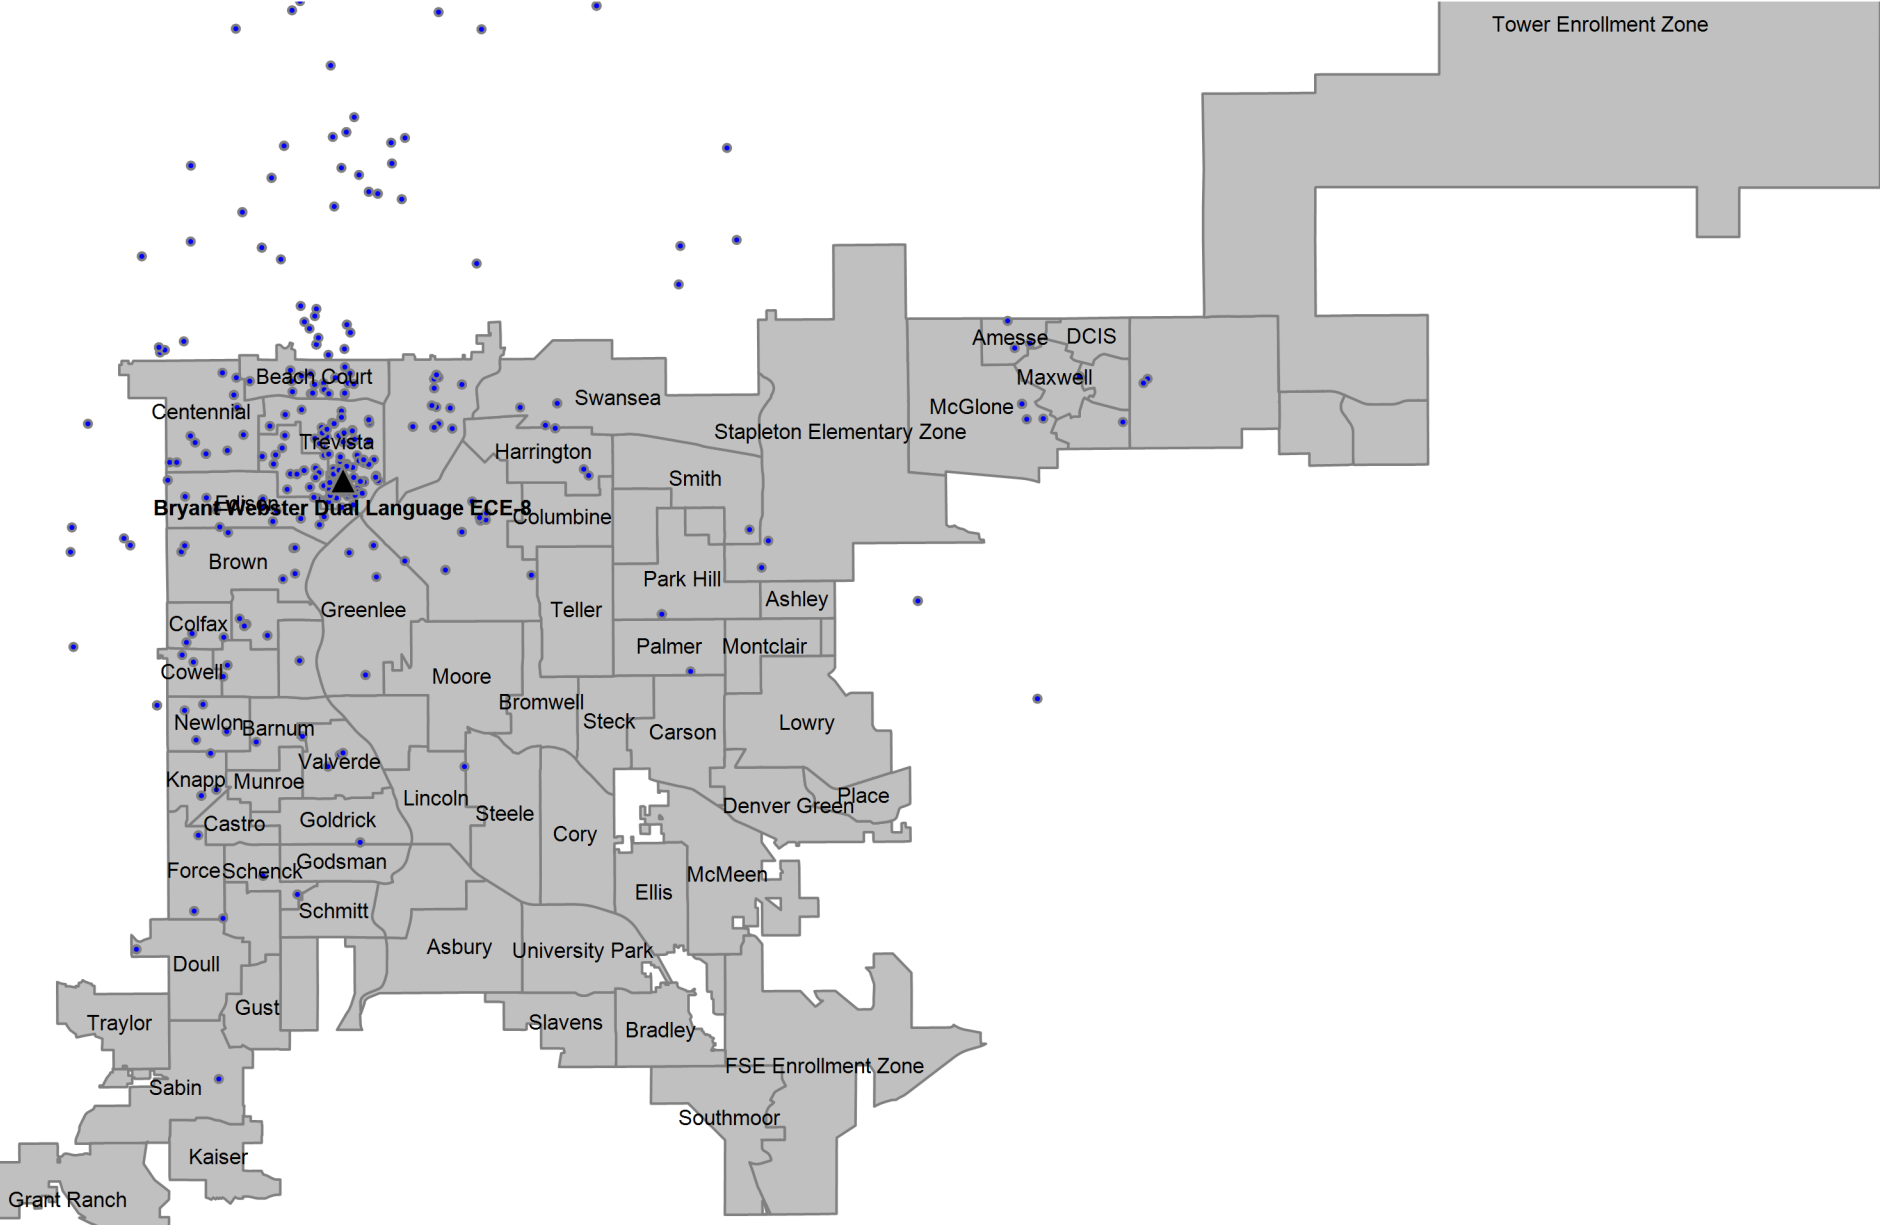 Tower Enrollment Zone
Amesse
DCIS
Beach Court
Maxwell
Swansea
McGlone
Centennial
Stapleton Elementary Zone
Trevista
Harrington
Smith
Edison
Bryant Webster Dual Language ECE-8
Columbine
Brown
Park Hill
Ashley
Greenlee
Teller
Colfax
Palmer
Montclair
Cowell
Moore
Bromwell
Newlon
Barnum
Steck
Carson
Lowry
Valverde
Knapp
Munroe
Lincoln
Place
Denver Green
Steele
Castro
Goldrick
Cory
Force
Schenck
Godsman
McMeen
Ellis
Schmitt
Asbury
University Park
Doull
Gust
Traylor
Slavens
Bradley
FSE Enrollment Zone
Sabin
Southmoor
Kaiser
Grant Ranch